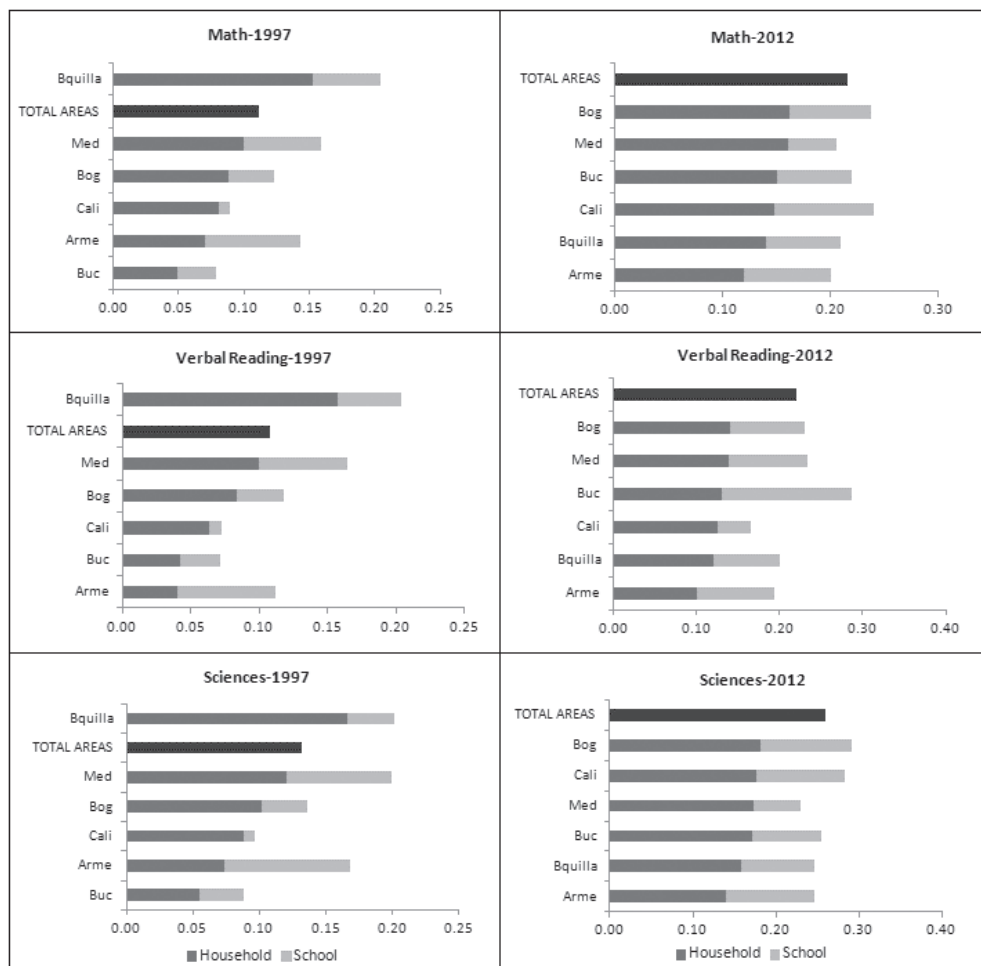 Math-1997
Bquilla
TOTAL AREAS
Med
Bog
Cali
Arme
Buc
0.00 0.05 0.10 0.15 0.20 0.25
Math-2012
TOTAL AREAS
Bog
Med
Buc
Cali
Bquilla
Arme
0.00 0.10 0.20 0.30
Verbal Reading-1997
Bquilla
TOTAL AREAS
Med
Bog
Cali
Buc
Arme
0.00 0.05 0.10 0.15 0.20 0.25
Verbal Reading-2012
TOTAL AREAS
Bog
Med
Buc
Cali
Bquilla
Arme
0.00 0.10 0.20 0.30 0.40
Sciences-1997
Bquilla
TOTAL AREAS
Med
Bog
Cali
Arme
Buc
0.00 0.05 0.10 0.15 0.20 0.25
Household School
Sciences-2012
TOTAL AREAS
Bog
Cali
Med
Buc
Bquilla
Arme
0.00 0.10 0.20 0.30 0.40
Household School